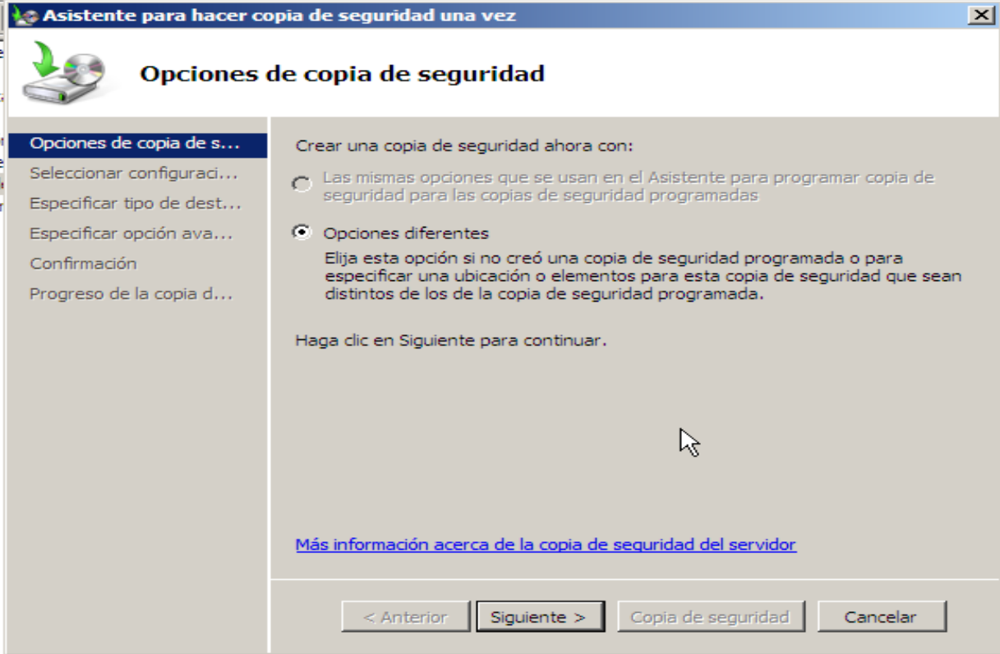 Asistente para hacer copia de seguridad una vez
Opciones de copia de seguridad
Opciones de copia de s...
Seleccionar configuraci...
Especificar tipo de dest...
Especificar opción ava...
Confirmación
Progreso de la copia d...
Crear una copia de seguridad ahora con:
Las mismas opciones que se usan en el Asistente para programar copia de
seguridad para las copias de seguridad programadas
Opciones diferentes
Elija esta opción si no creó una copia de seguridad programada o para
especificar una ubicación o elementos para esta copia de seguridad que sean
distintos de los de la copia de seguridad programada.
Haga clic en Siguiente para continuar.
Más información acerca de la copia de seguridad del servidor
< Anterior
Siguiente >
Copia de seguridad
Cancelar